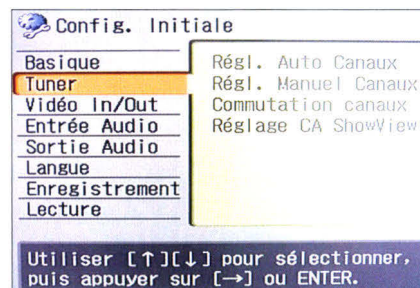 Config. Initiale
Basique
Tuner
Vidéo In/Out
Entrée Audio
Sortie Audio
Langue
Enregistrement
Lecture
Régl. Auto Canaux
Régl. Manuel Canaux
Commutation canaux
Réglage CA ShowView
Utiliser [↑][↓] pour sélectionner,
puis appuyer sur [→] ou ENTER.